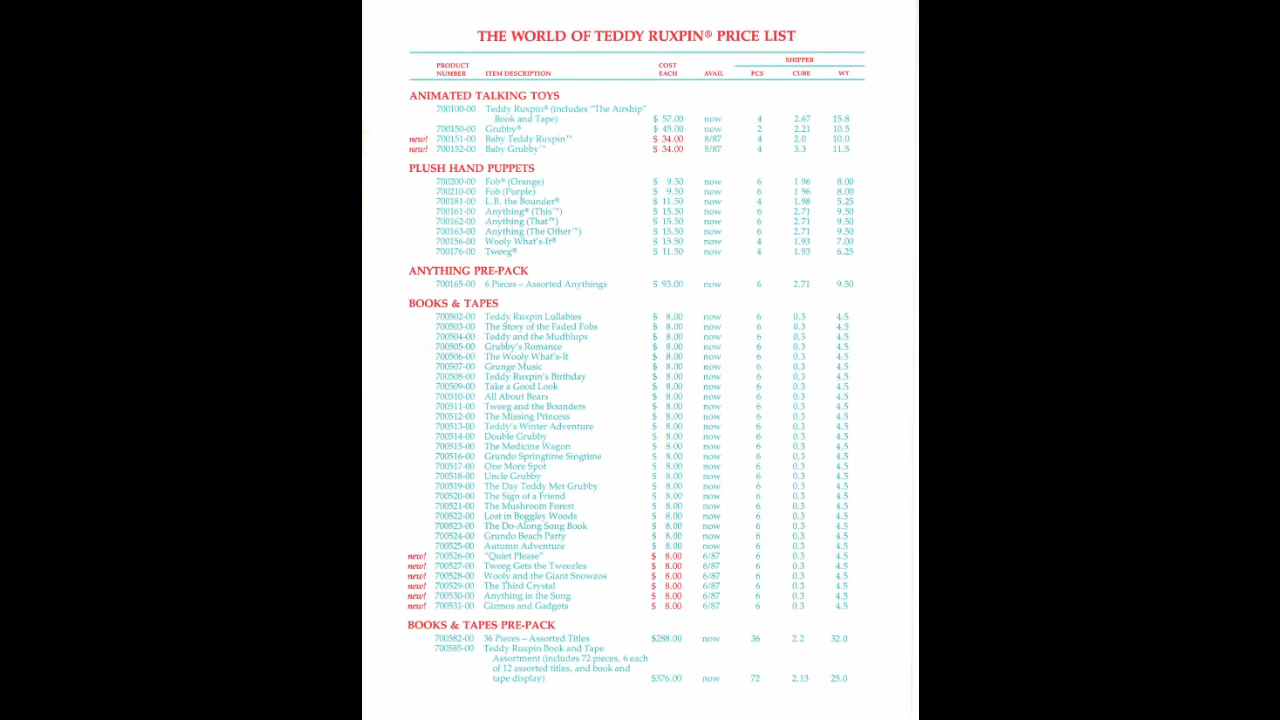 THE WORLD OF TEDDY RUXPIN® PRICE LIST
SHIPPER
PRODUCT NUMBER ITEM DESCRIPTION COST EACH AVAIL PCS CUBE WT
ANIMATED TALKING TOYS
700100-00 Teddy Ruxpin® (includes "The Airship"
Book and Tape) $ 57.00 now 4 2.67 15.8
700150-00 Grubby® $ 45.00 now 2 2.21 10.5
new! 700151-00 Baby Teddy Ruxpin™ $ 34.00 8/87 4 2.0 10.0
new! 700152-00 Baby Grubby™ $ 34.00 8/87 4 3.3 11.5
PLUSH HAND PUPPETS
700200-00 Fob® (Orange) $ 9.50 now 6 1 96 8.00
700210-00 Fob (Purple) $ 9.50 now 6 1 96 8.00
700181-00 L.B. the Bounder® $ 11.50 now 4 1.98 5.25
700161-00 Anything® (This™) $ 15.50 now 6 2.71 9.50
700162-00 Anything (That™) $ 15.50 now 6 2.71 9.50
700163-00 Anything (The Other™) $ 15.50 now 6 2.71 9.50
700156-00 Wooly What's-It® $ 15.50 now 4 1.93 7.00
700176-00 Tweeg® $ 11.50 now 4 1.93 6.25
ANYTHING PRE-PACK
700165-00 6 Pieces – Assorted Anythings $ 93.00 now 6 2.71 9.50
BOOKS & TAPES
700502-00 Teddy Ruxpin Lullabies $ 8.00 now 6 0.3 4.5
700503-00 The Story of the Faded Fobs $ 8.00 now 6 0.3 4.5
700504-00 Teddy and the Mudblups $ 8.00 now 6 0.3 4.5
700505-00 Grubby's Romance $ 8.00 now 6 0.3 4.5
700506-00 The Wooly What's-It $ 8.00 now 6 0.3 4.5
700507-00 Grunge Music $ 8.00 now 6 0.3 4.5
700508-00 Teddy Ruxpin's Birthday $ 8.00 now 6 0.3 4.5
700509-00 Take a Good Look $ 8.00 now 6 0.3 4.5
700510-00 All About Bears $ 8.00 now 6 0.3 4.5
700511-00 Tweeg and the Bounders $ 8.00 now 6 0.3 4.5
700512-00 The Missing Princess $ 8.00 now 6 0.3 4.5
700513-00 Teddy's Winter Adventure $ 8.00 now 6 0.3 4.5
700514-00 Double Grubby $ 8.00 now 6 0.3 4.5
700515-00 The Medicine Wagon $ 8.00 now 6 0.3 4.5
700516-00 Grundo Springtime Singtime $ 8.00 now 6 0.3 4.5
700517-00 One More Spot $ 8.00 now 6 0.3 4.5
700518-00 Uncle Grubby $ 8.00 now 6 0.3 4.5
700519-00 The Day Teddy Met Grubby $ 8.00 now 6 0.3 4.5
700520-00 The Sign of a Friend $ 8.00 now 6 0.3 4.5
700521-00 The Mushroom Forest $ 8.00 now 6 0.3 4.5
700522-00 Lost in Boggley Woods $ 8.00 now 6 0.3 4.5
700523-00 The Do-Along Song Book $ 8.00 now 6 0.3 4.5
700524-00 Grundo Beach Party $ 8.00 now 6 0.3 4.5
700525-00 Autumn Adventure $ 8.00 now 6 0.3 4.5
new! 700526-00 "Quiet Please" $ 8.00 6/87 6 0.3 4.5
new! 700527-00 Tweeg Gets the Tweezles $ 8.00 6/87 6 0.3 4.5
new! 700528-00 Wooly and the Giant Snowzos $ 8.00 6/87 6 0.3 4.5
new! 700529-00 The Third Crystal $ 8.00 6/87 6 0.3 4.5
new! 700530-00 Anything in the Song $ 8.00 6/87 6 0.3 4.5
new! 700531-00 Gizmos and Gadgets $ 8.00 6/87 6 0.3 4.5
BOOKS & TAPES PRE-PACK
700582-00 36 Pieces – Assorted Titles $288.00 now 36 2.2 32.0
700585-00 Teddy Ruxpin Book and Tape
Assortment (includes 72 pieces, 6 each
of 12 assorted titles, and book and
tape display) $576.00 now 72 2.13 25.0